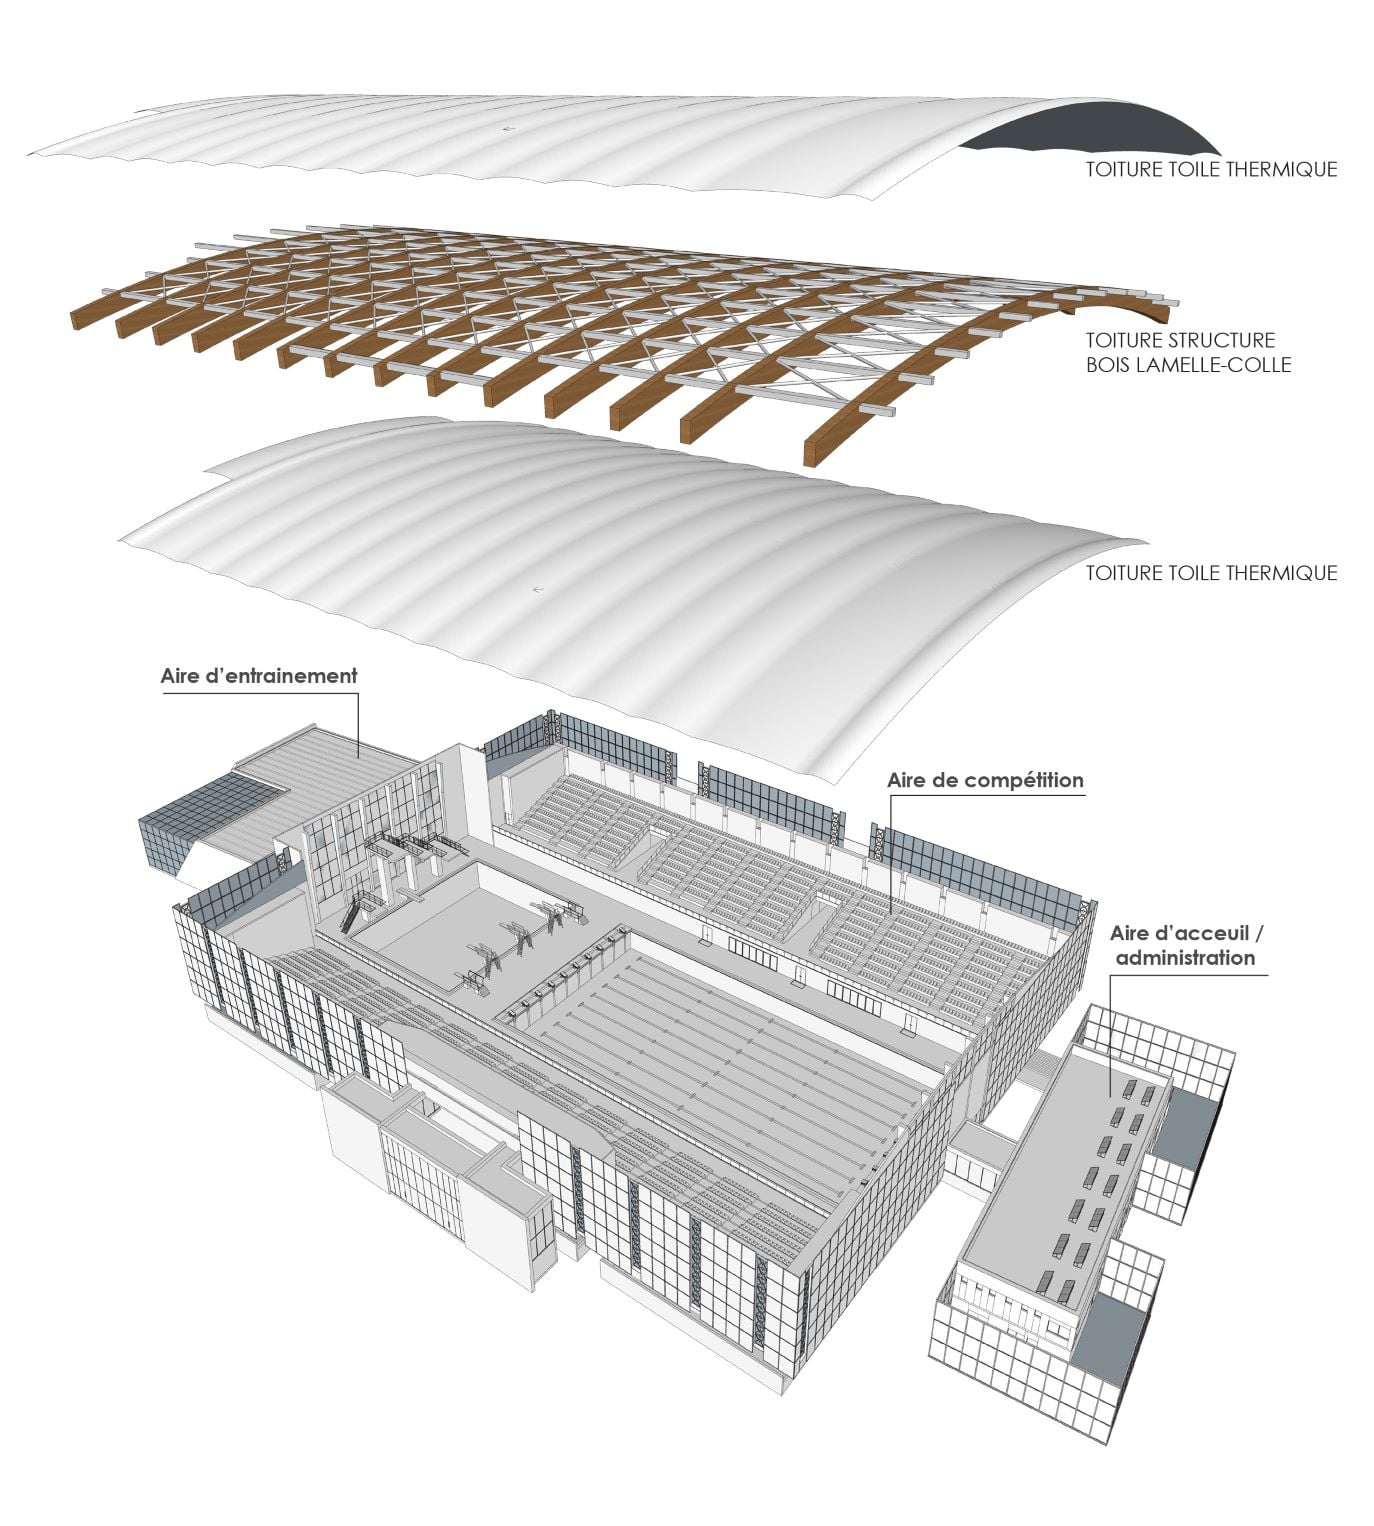 TOITURE TOILE THERMIQUE
TOITURE STRUCTURE
BOIS LAMELLE-COLLE
TOITURE TOILE THERMIQUE
Aire d’entrainement
Aire de compétition
Aire d’acceuil /
administration